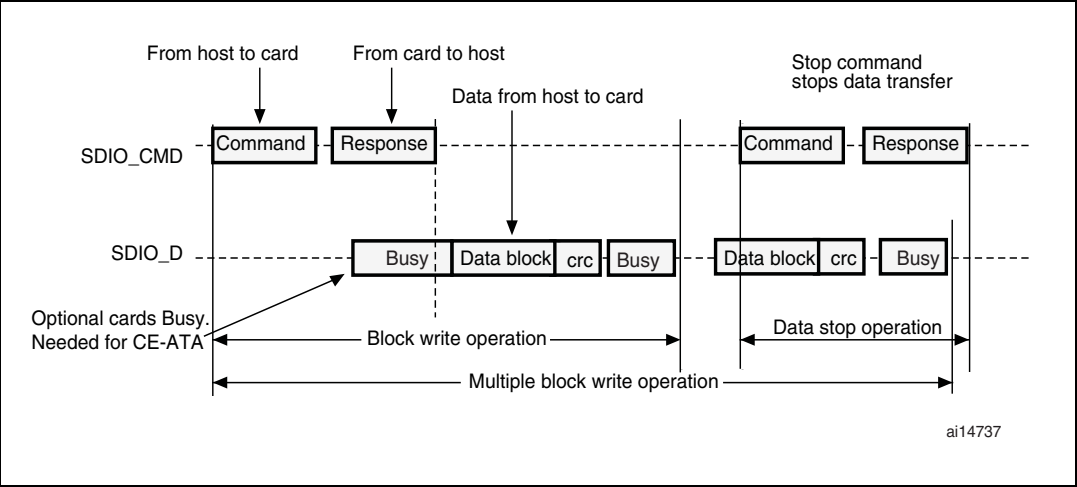 From host to card
From card to host
Stop command
stops data transfer
Data from host to card
SDIO_CMD
Command
Response
Command
Response
SDIO_D
Busy
Data block
crc
Busy
Data block
crc
Busy
Optional cards Busy.
Needed for CE-ATA
Block write operation
Data stop operation
Multiple block write operation
ai14737